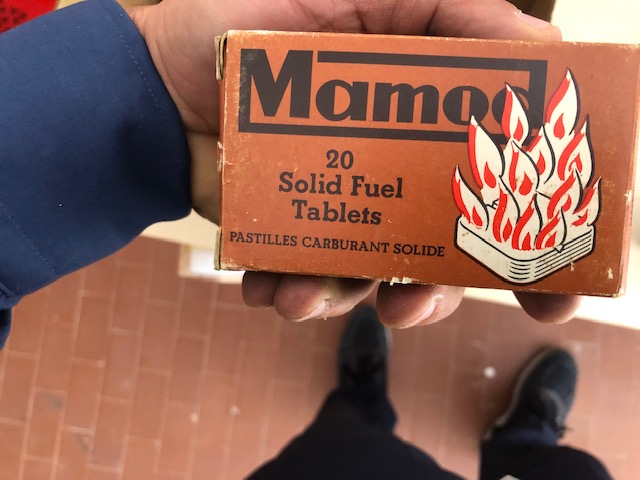 Mamod
20
Solid Fuel
Tablets
PASTILLES CARBURANT SOLIDE